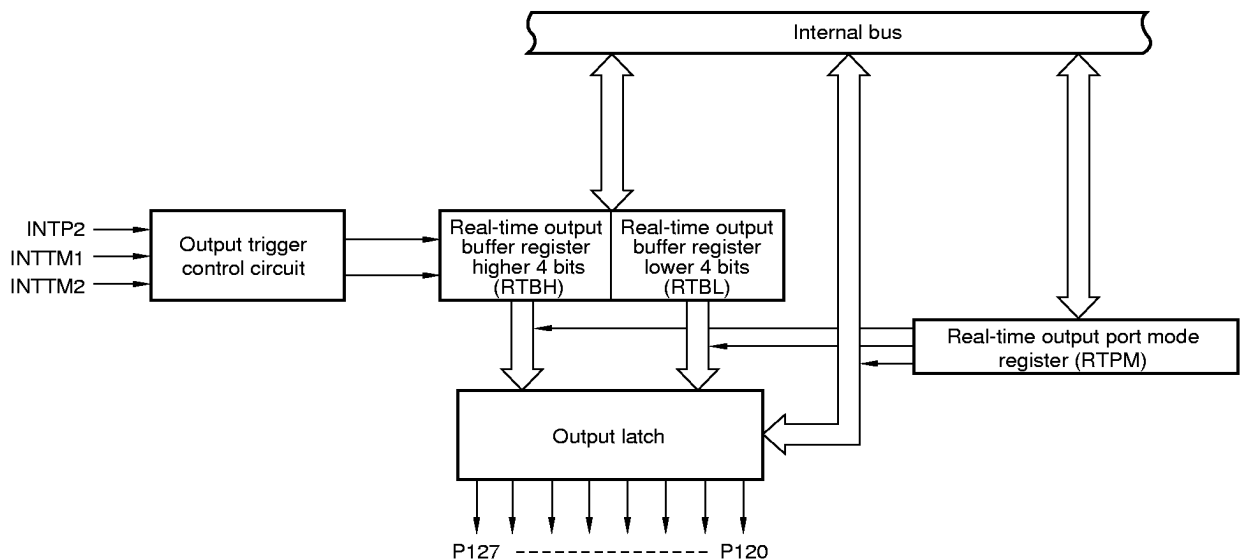 Internal bus
INTP2
INTTM1
INTTM2
Output trigger
control circuit
Real-time output
buffer register
higher 4 bits
(RTBH)
Real-time output
buffer register
lower 4 bits
(RTBL)
Real-time output port mode
register (RTPM)
Output latch
P127
P120